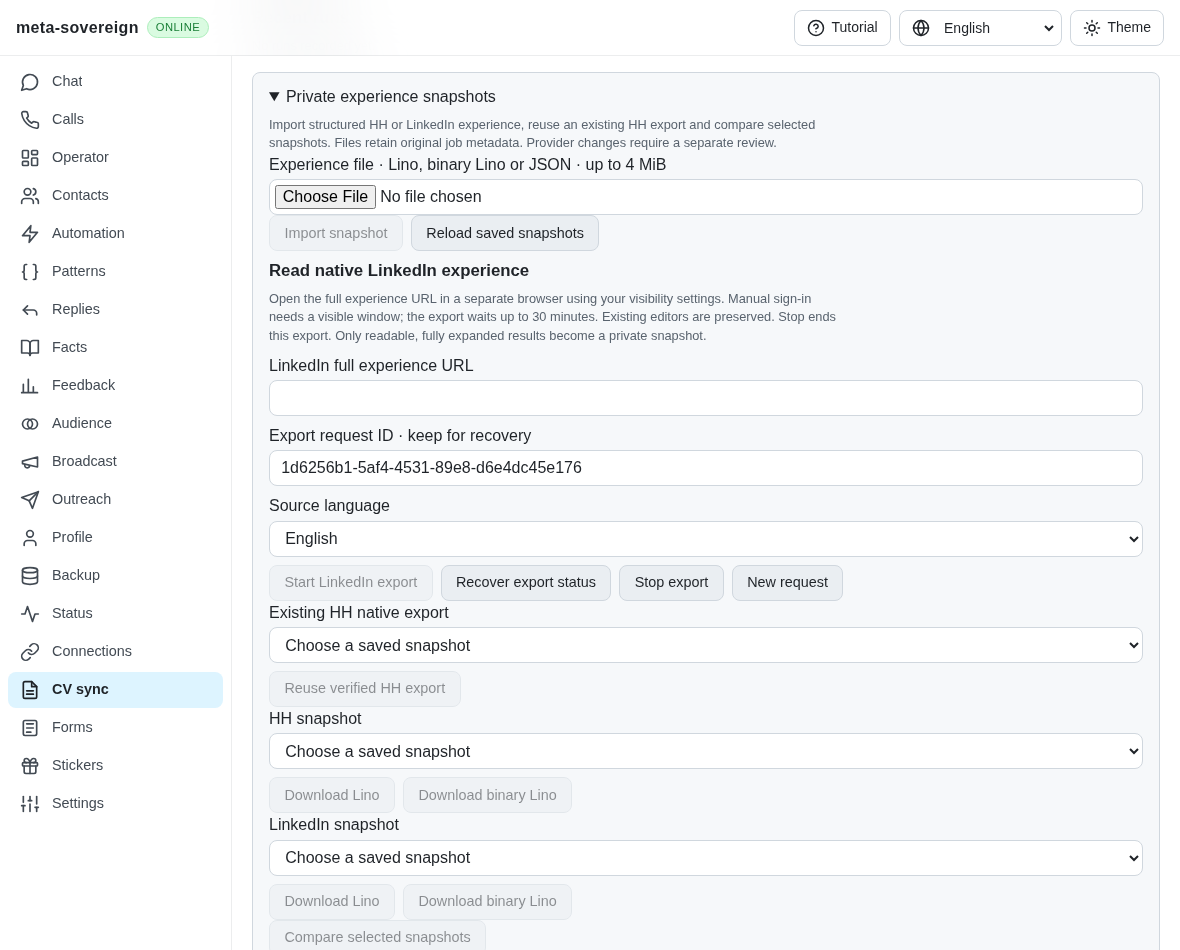 meta-sovereign ONLINE
Tutorial
English
Theme
Chat
Calls
Operator
Contacts
Automation
Patterns
Replies
Facts
Feedback
Audience
Broadcast
Outreach
Profile
Backup
Status
Connections
CV sync
Forms
Stickers
Settings
Private experience snapshots
Import structured HH or LinkedIn experience, reuse an existing HH export and compare selected
snapshots. Files retain original job metadata. Provider changes require a separate review.
Experience file · Lino, binary Lino or JSON · up to 4 MiB
Choose File No file chosen
Import snapshot Reload saved snapshots
Read native LinkedIn experience
Open the full experience URL in a separate browser using your visibility settings. Manual sign-in
needs a visible window; the export waits up to 30 minutes. Existing editors are preserved. Stop ends
this export. Only readable, fully expanded results become a private snapshot.
LinkedIn full experience URL
Export request ID · keep for recovery
1d6256b1-5af4-4531-89e8-d6e4dc45e176
Source language
English
Start LinkedIn export Recover export status Stop export New request
Existing HH native export
Choose a saved snapshot
Reuse verified HH export
HH snapshot
Choose a saved snapshot
Download Lino Download binary Lino
LinkedIn snapshot
Choose a saved snapshot
Download Lino Download binary Lino
Compare selected snapshots